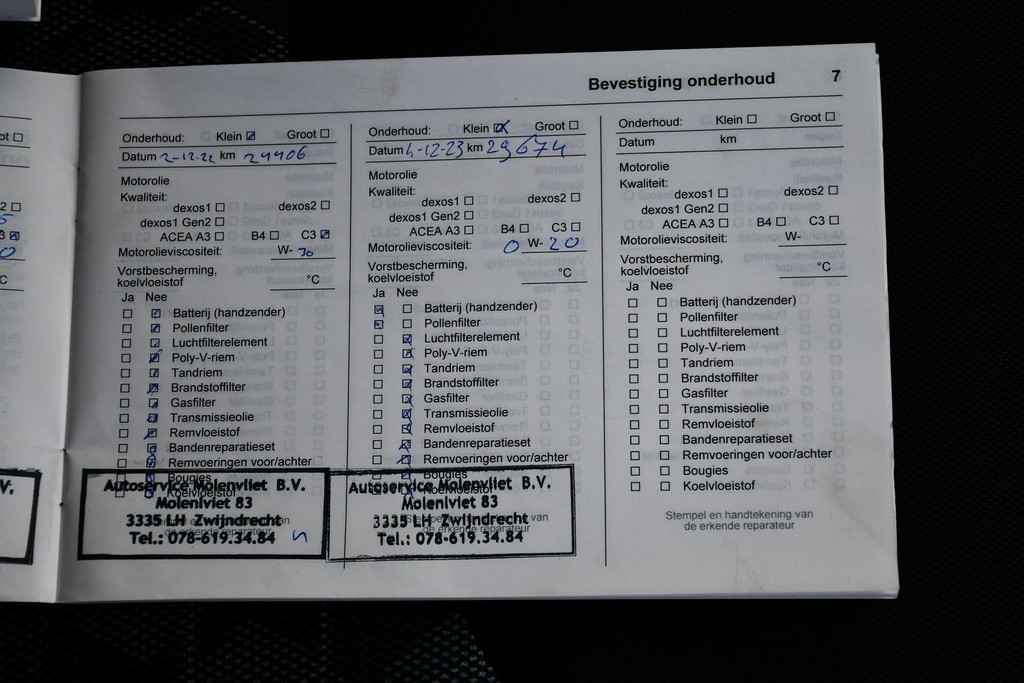 Bevestiging onderhoud 7
Onderhoud: Klein ☑ Groot ☐
Datum 2-12-22 km 24406
Motorolie
Kwaliteit:
dexos1 ☐ dexos2 ☐
dexos1 Gen2 ☐
ACEA A3 ☐ B4 ☐ C3 ☑
Motorolieviscositeit: W- 30
Vorstbescherming,
koelvloeistof °C
Ja Nee
☐ ☑ Batterij (handzender)
☐ ☑ Pollenfilter
☐ ☑ Luchtfilterelement
☐ ☑ Poly-V-riem
☐ ☑ Tandriem
☐ ☑ Brandstoffilter
☐ ☑ Gasfilter
☐ ☑ Transmissieolie
☐ ☑ Remvloeistof
☐ ☑ Bandenreparatieset
☐ ☑ Remvoeringen voor/achter
Bougies
Koelvloeistof
Autoservice Molenvliet B.V.
Molenvliet 83
3335 LH Zwijndrecht
Tel.: 078-619.34.84
Onderhoud: Klein ☒ Groot ☐
Datum 4-12-23 km 29674
Motorolie
Kwaliteit:
dexos1 ☐ dexos2 ☐
dexos1 Gen2 ☐
ACEA A3 ☐ B4 ☐ C3 ☐
Motorolieviscositeit: 0 W- 20
Vorstbescherming,
koelvloeistof °C
Ja Nee
☑ ☐ Batterij (handzender)
☑ ☐ Pollenfilter
☐ ☑ Luchtfilterelement
☐ ☑ Poly-V-riem
☐ ☑ Tandriem
☐ ☑ Brandstoffilter
☐ ☑ Gasfilter
☐ ☑ Transmissieolie
☐ ☑ Remvloeistof
☐ ☑ Bandenreparatieset
☐ ☑ Remvoeringen voor/achter
Bougies
Koelvloeistof
Autoservice Molenvliet B.V.
Molenvliet 83
3335 LH Zwijndrecht
Tel.: 078-619.34.84
Onderhoud: Klein ☐ Groot ☐
Datum km
Motorolie
Kwaliteit:
dexos1 ☐ dexos2 ☐
dexos1 Gen2 ☐
ACEA A3 ☐ B4 ☐ C3 ☐
Motorolieviscositeit: W-
Vorstbescherming,
koelvloeistof °C
Ja Nee
☐ ☐ Batterij (handzender)
☐ ☐ Pollenfilter
☐ ☐ Luchtfilterelement
☐ ☐ Poly-V-riem
☐ ☐ Tandriem
☐ ☐ Brandstoffilter
☐ ☐ Gasfilter
☐ ☐ Transmissieolie
☐ ☐ Remvloeistof
☐ ☐ Bandenreparatieset
☐ ☐ Remvoeringen voor/achter
☐ ☐ Bougies
☐ ☐ Koelvloeistof
Stempel en handtekening van
de erkende reparateur